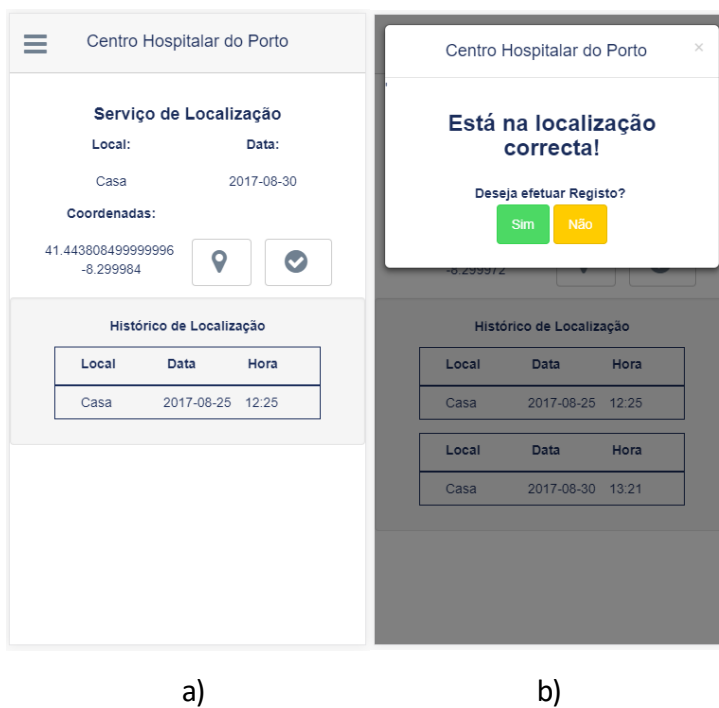 Centro Hospitalar do Porto
Serviço de Localização
Local: Data:
Casa 2017-08-30
Coordenadas:
41.443808499999996
-8.299984
Histórico de Localização
Local Data Hora
Casa 2017-08-25 12:25
a)
Centro Hospitalar do Porto ×
Está na localização
correcta!
Deseja efetuar Registo?
Sim Não
-8.299972
Histórico de Localização
Local Data Hora
Casa 2017-08-25 12:25
Local Data Hora
Casa 2017-08-30 13:21
b)